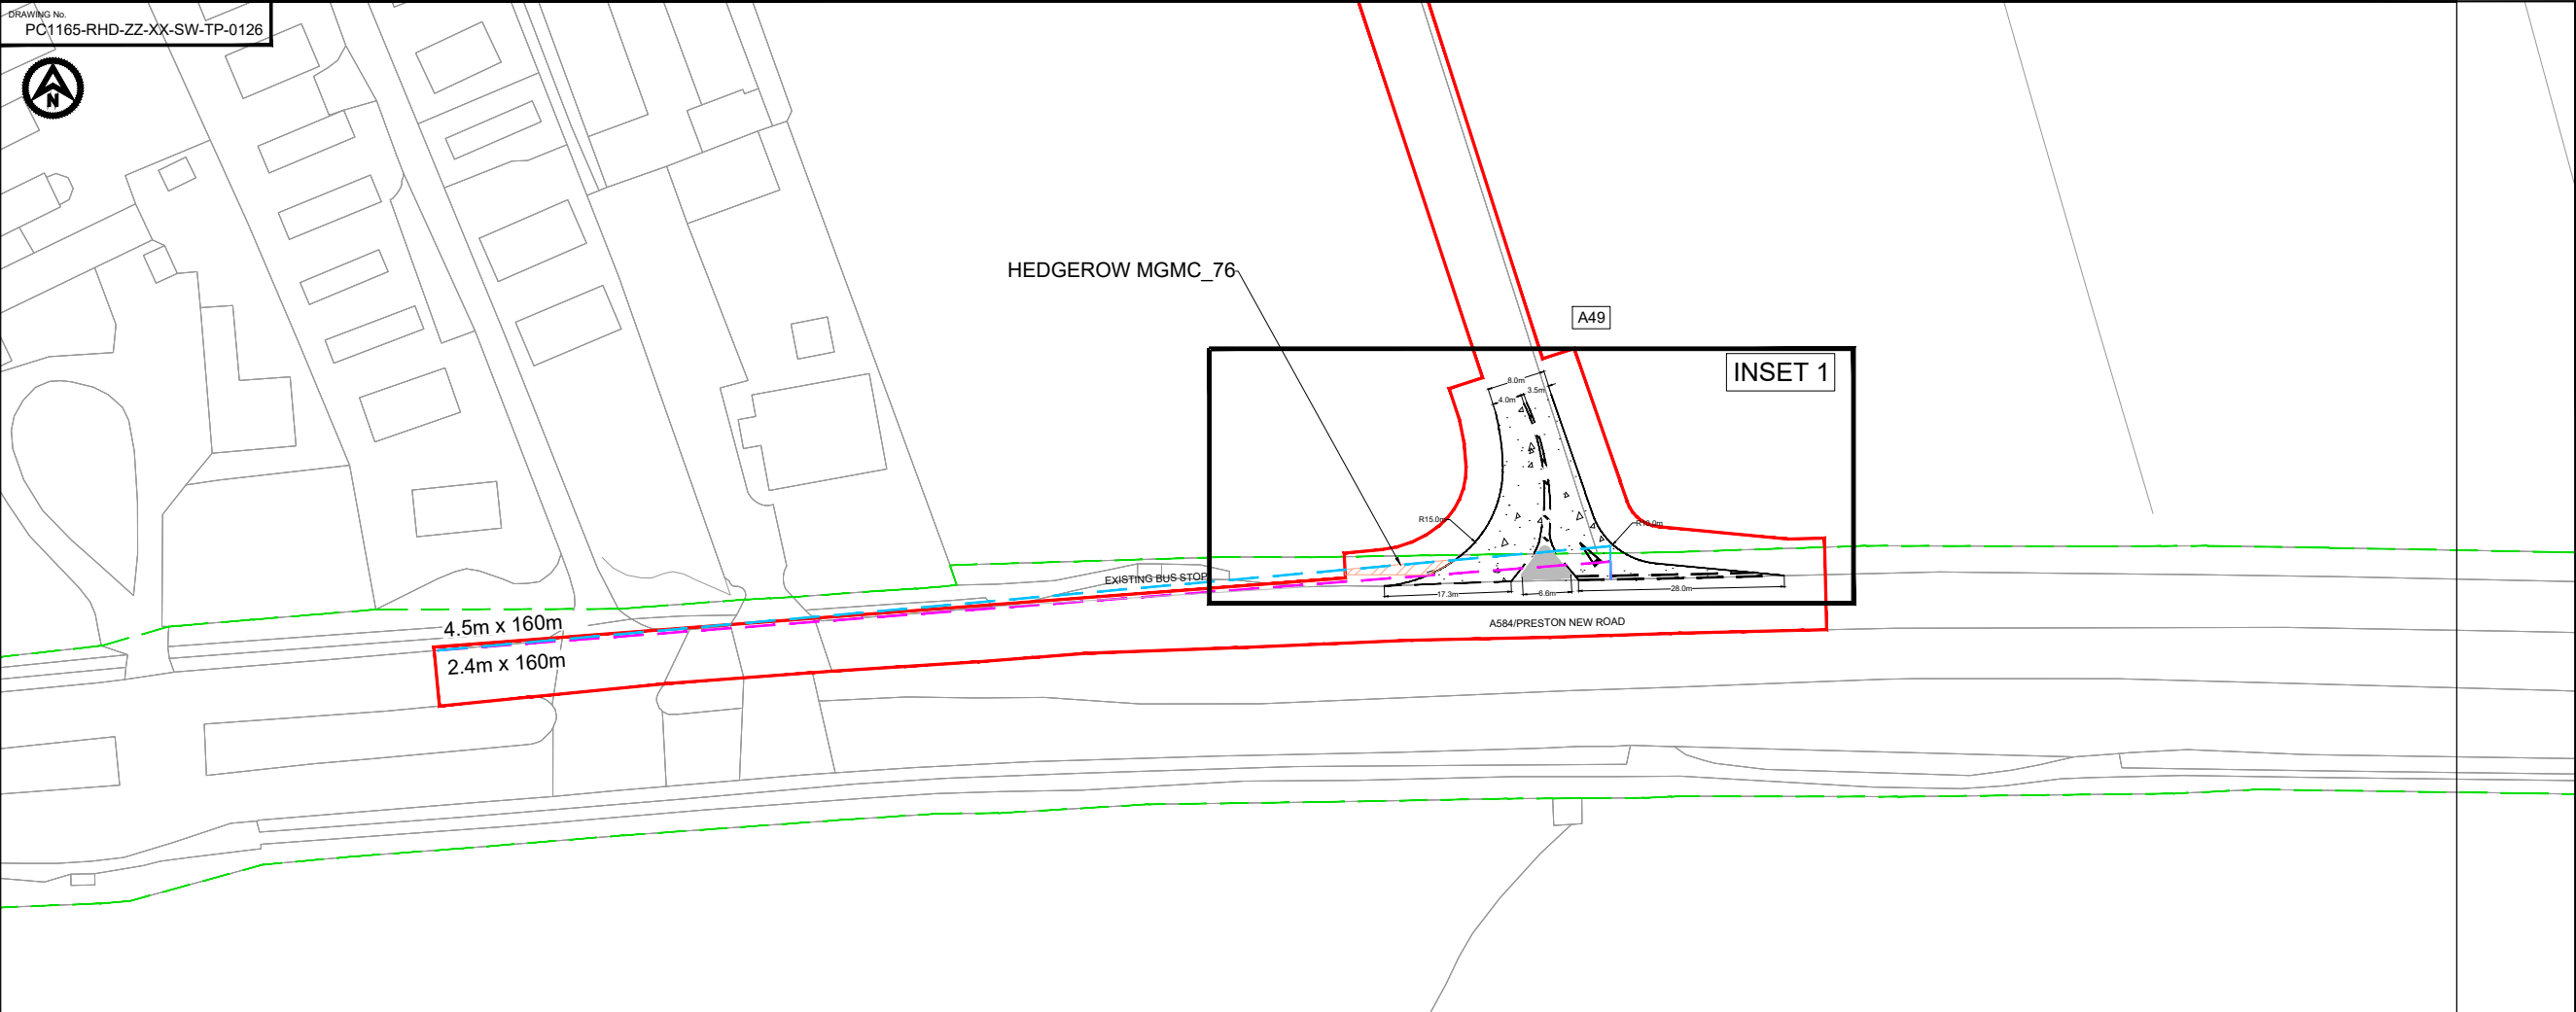 DRAWING No.
PC1165-RHD-ZZ-XX-SW-TP-0126
N
HEDGEROW MGMC_76
A49
INSET 1
8.0m
3.5m
4.0m
R15.0m
R10.0m
EXISTING BUS STOP
17.3m
6.6m
28.0m
A584/PRESTON NEW ROAD
4.5m x 160m
2.4m x 160m